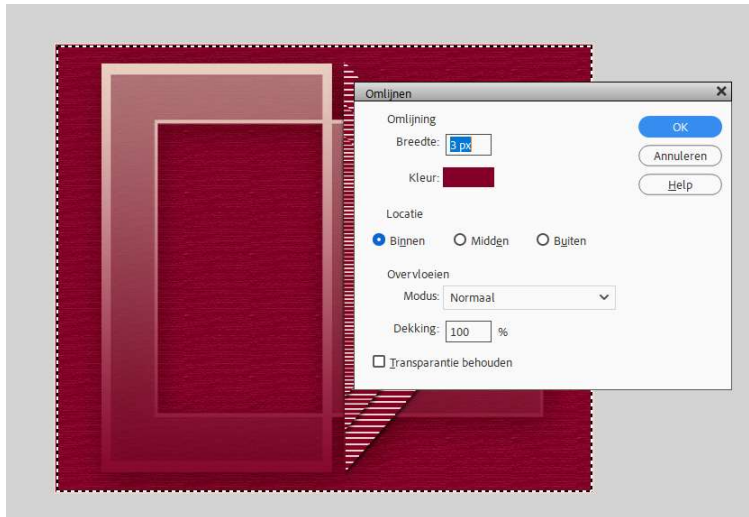 Omlijnen
Omlijning
Breedte: 3 px
Kleur:
Locatie
Binnen Midden Buiten
Overvloeien
Modus: Normaal
Dekking: 100 %
Transparantie behouden
OK
Annuleren
Help